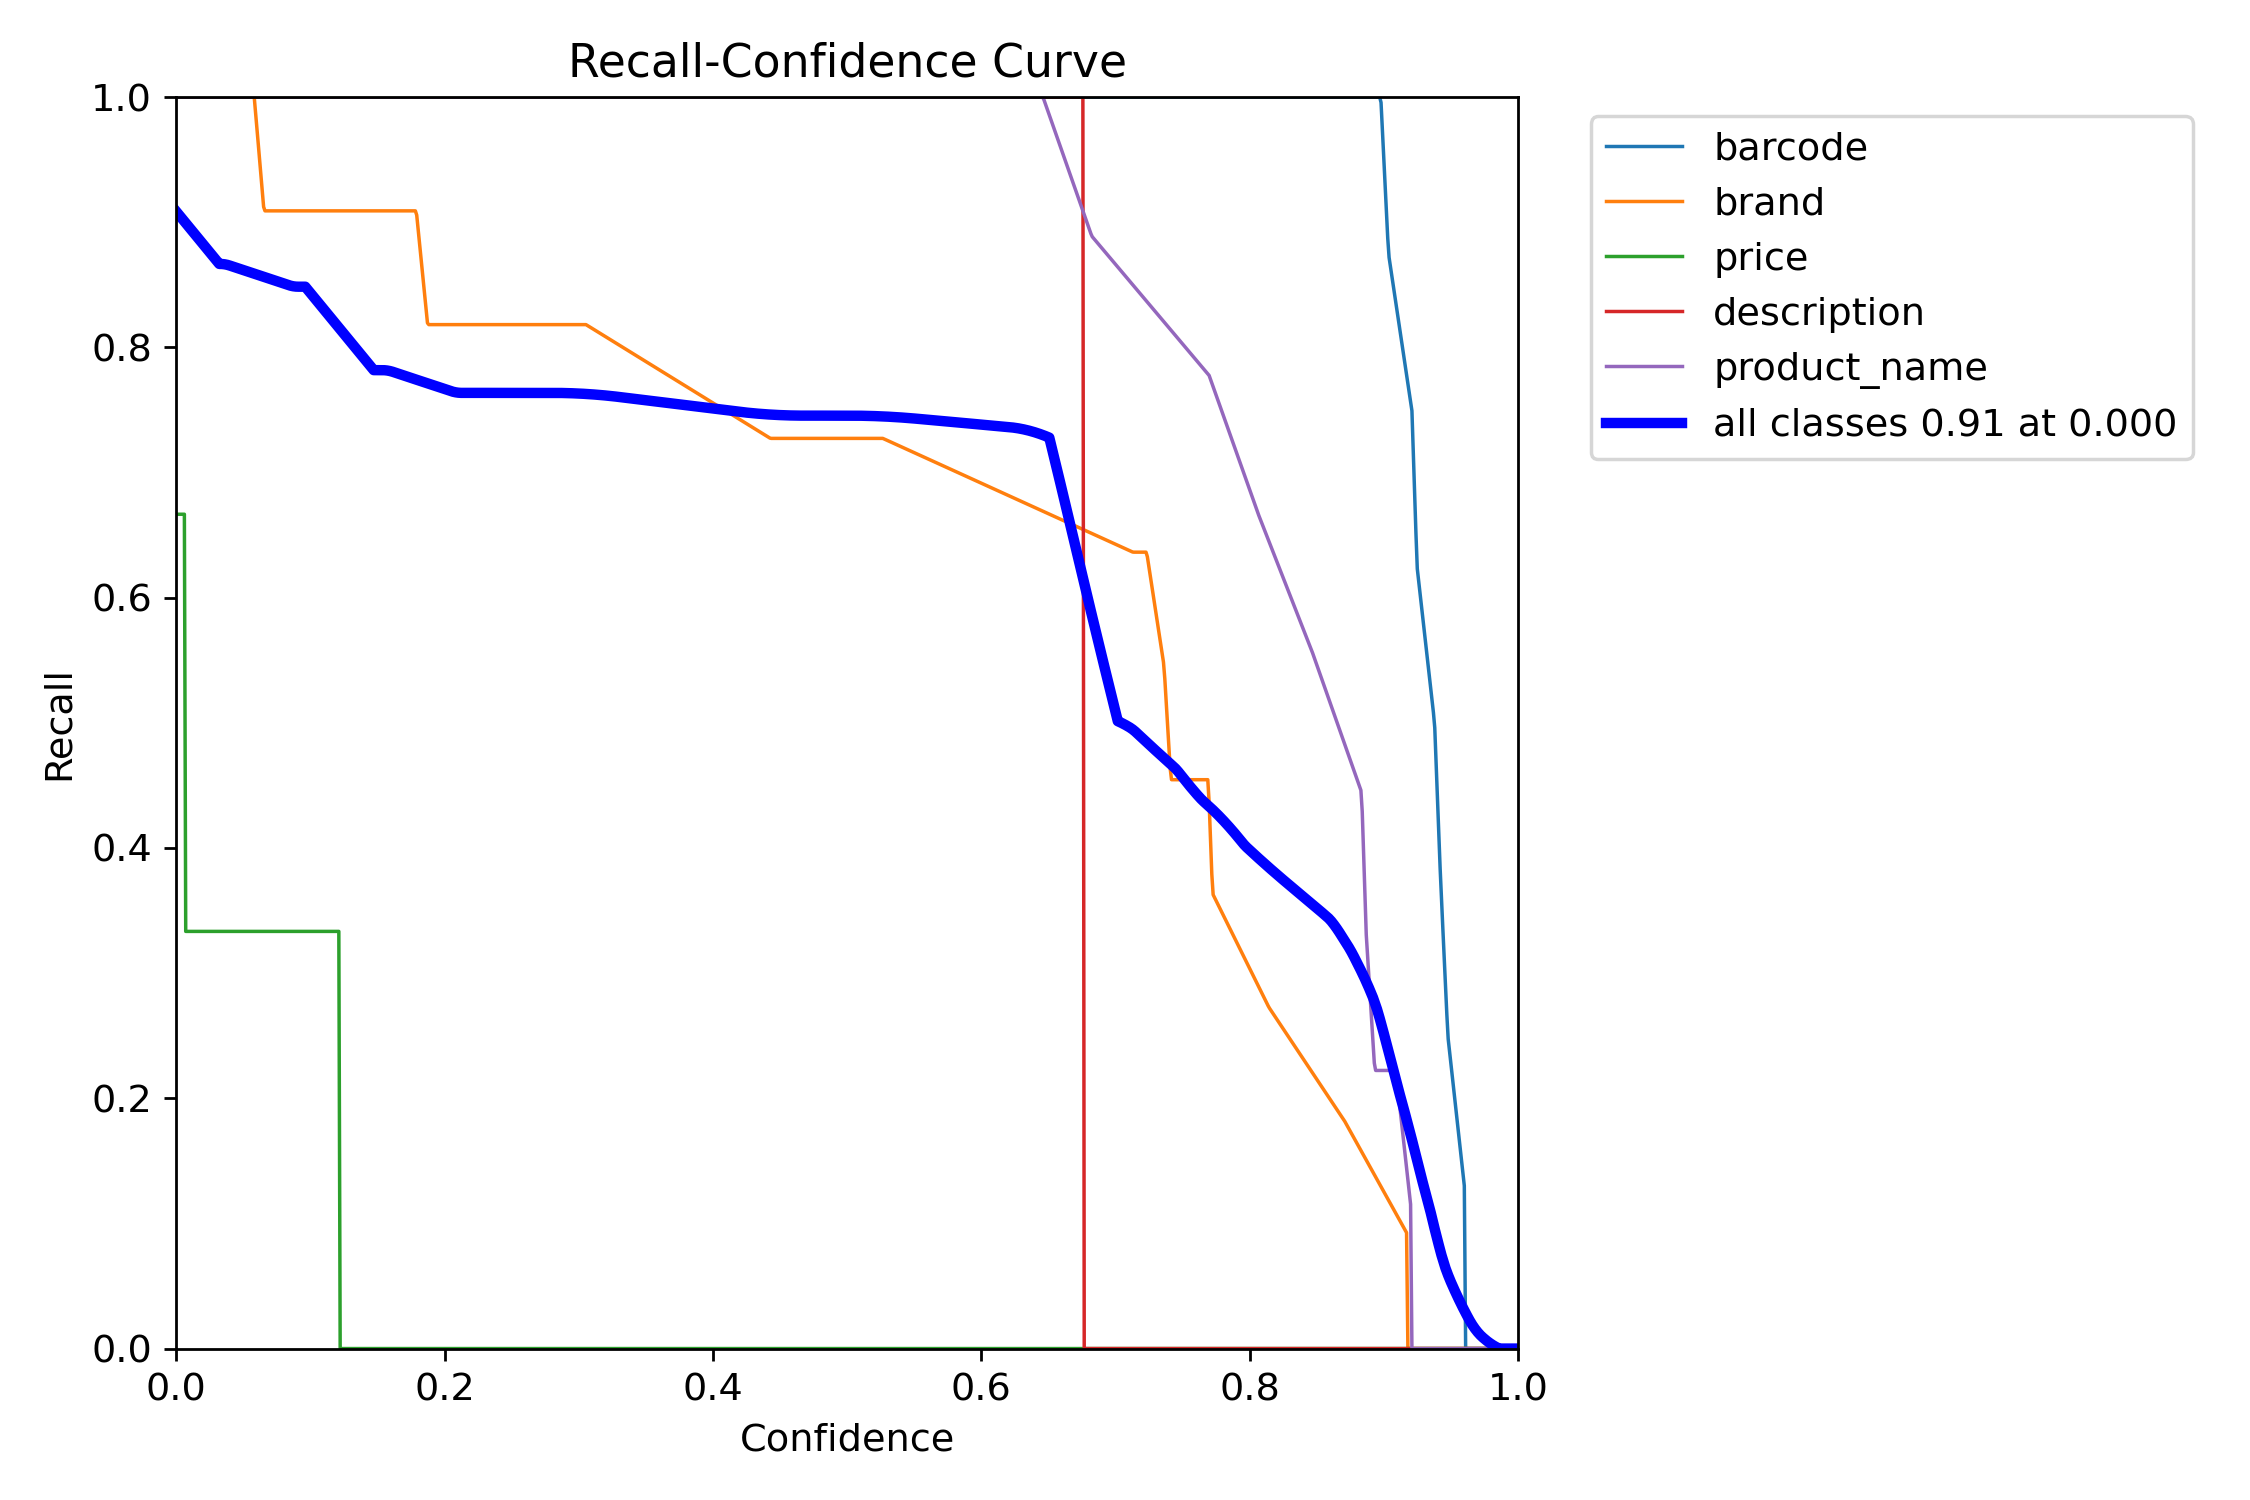 Recall-Confidence Curve
1.0
0.8
0.6
0.4
0.2
0.0
Recall
0.0 0.2 0.4 0.6 0.8 1.0
Confidence
barcode
brand
price
description
product_name
all classes 0.91 at 0.000